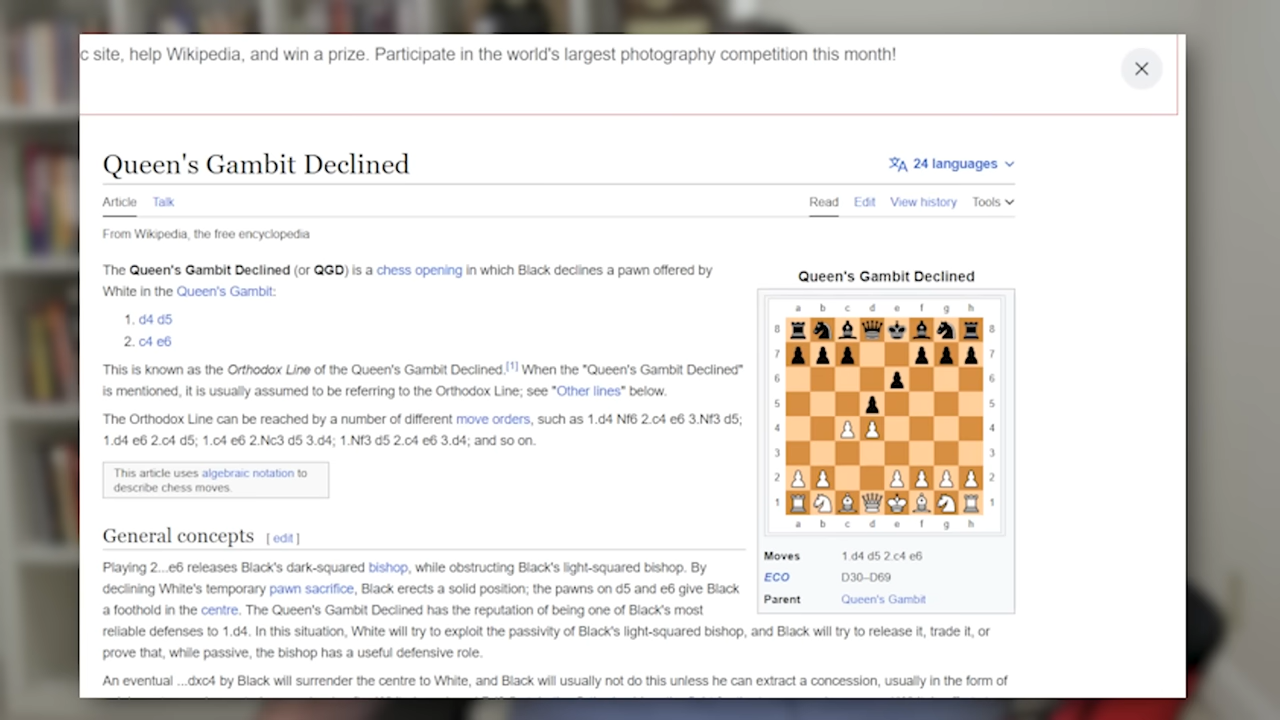 c site, help Wikipedia, and win a prize. Participate in the world's largest photography competition this month!
Queen's Gambit Declined
24 languages
Article Talk Read Edit View history Tools
From Wikipedia, the free encyclopedia
The Queen's Gambit Declined (or QGD) is a chess opening in which Black declines a pawn offered by
White in the Queen's Gambit:
1. d4 d5
2. c4 e6
This is known as the Orthodox Line of the Queen's Gambit Declined.[1] When the "Queen's Gambit Declined"
is mentioned, it is usually assumed to be referring to the Orthodox Line; see "Other lines" below.
The Orthodox Line can be reached by a number of different move orders, such as 1.d4 Nf6 2.c4 e6 3.Nf3 d5;
1.d4 e6 2.c4 d5; 1.c4 e6 2.Nc3 d5 3.d4; 1.Nf3 d5 2.c4 e6 3.d4; and so on.
This article uses algebraic notation to
describe chess moves.
General concepts [ edit ]
Playing 2...e6 releases Black's dark-squared bishop, while obstructing Black's light-squared bishop. By
declining White's temporary pawn sacrifice, Black erects a solid position; the pawns on d5 and e6 give Black
a foothold in the centre. The Queen's Gambit Declined has the reputation of being one of Black's most
reliable defenses to 1.d4. In this situation, White will try to exploit the passivity of Black's light-squared bishop, and Black will try to release it, trade it, or
prove that, while passive, the bishop has a useful defensive role.
An eventual ...dxc4 by Black will surrender the centre to White, and Black will usually not do this unless he can extract a concession, usually in the form of
Queen's Gambit Declined
a b c d e f g h
8 8
7 7
6 6
5 5
4 4
3 3
2 2
1 1
a b c d e f g h
Moves 1.d4 d5 2.c4 e6
ECO D30–D69
Parent Queen's Gambit